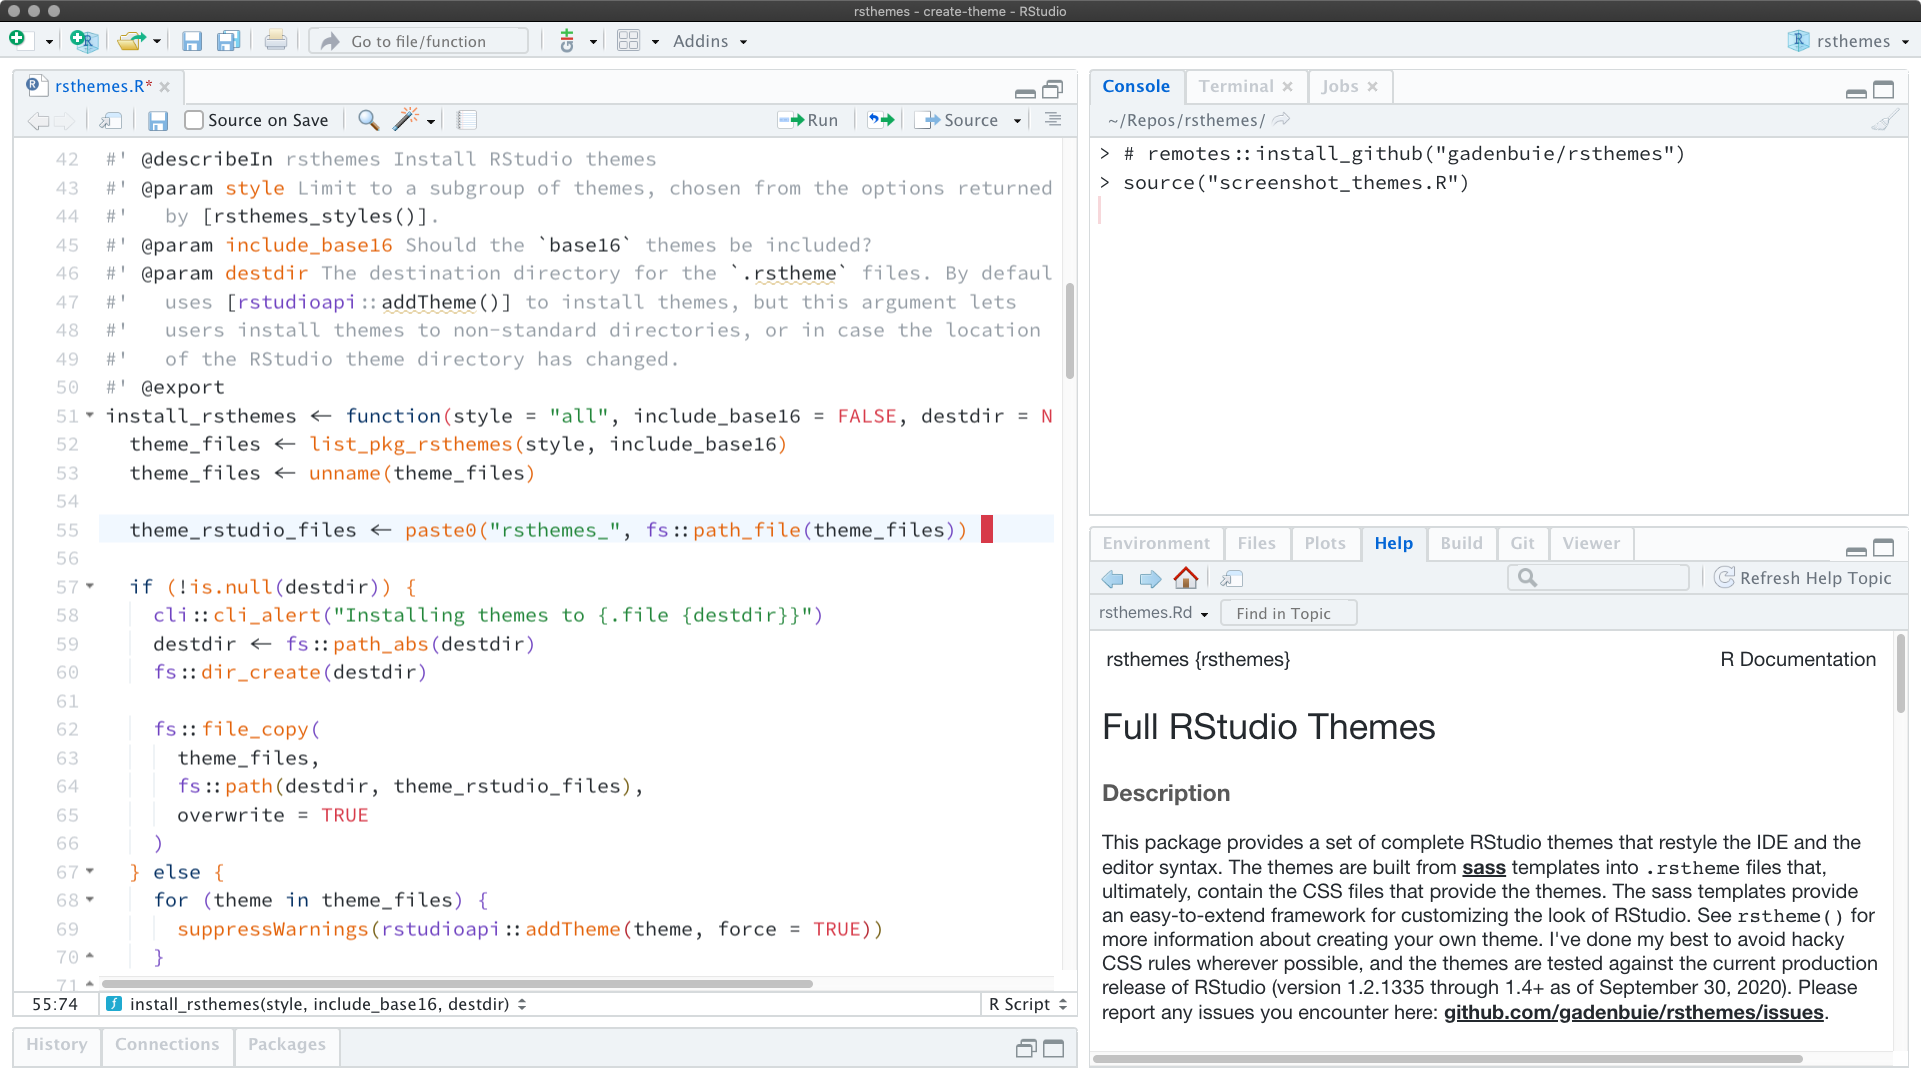 rsthemes - create-theme - RStudio
Go to file/function
Addins
rsthemes
rsthemes.R*
Source on Save
Run
Source
42 #' @describeIn rsthemes Install RStudio themes
43 #' @param style Limit to a subgroup of themes, chosen from the options returned
44 #'   by [rsthemes_styles()].
45 #' @param include_base16 Should the `base16` themes be included?
46 #' @param destdir The destination directory for the `.rstheme` files. By defaul
47 #'   uses [rstudioapi::addTheme()] to install themes, but this argument lets
48 #'   users install themes to non-standard directories, or in case the location
49 #'   of the RStudio theme directory has changed.
50 #' @export
51 install_rsthemes <- function(style = "all", include_base16 = FALSE, destdir = N
52   theme_files <- list_pkg_rsthemes(style, include_base16)
53   theme_files <- unname(theme_files)
54
55   theme_rstudio_files <- paste0("rsthemes_", fs::path_file(theme_files))
56
57   if (!is.null(destdir)) {
58     cli::cli_alert("Installing themes to {.file {destdir}}")
59     destdir <- fs::path_abs(destdir)
60     fs::dir_create(destdir)
61
62     fs::file_copy(
63       theme_files,
64       fs::path(destdir, theme_rstudio_files),
65       overwrite = TRUE
66     )
67   } else {
68     for (theme in theme_files) {
69       suppressWarnings(rstudioapi::addTheme(theme, force = TRUE))
70     }
71
55:74
install_rsthemes(style, include_base16, destdir)
R Script
History
Connections
Packages
Console
Terminal
Jobs
~/Repos/rsthemes/
> # remotes::install_github("gadenbuie/rsthemes")
> source("screenshot_themes.R")
Environment
Files
Plots
Help
Build
Git
Viewer
Refresh Help Topic
rsthemes.Rd
Find in Topic
rsthemes {rsthemes}
R Documentation
Full RStudio Themes
Description
This package provides a set of complete RStudio themes that restyle the IDE and the
editor syntax. The themes are built from sass templates into .rstheme files that,
ultimately, contain the CSS files that provide the themes. The sass templates provide
an easy-to-extend framework for customizing the look of RStudio. See rstheme() for
more information about creating your own theme. I've done my best to avoid hacky
CSS rules wherever possible, and the themes are tested against the current production
release of RStudio (version 1.2.1335 through 1.4+ as of September 30, 2020). Please
report any issues you encounter here: github.com/gadenbuie/rsthemes/issues.